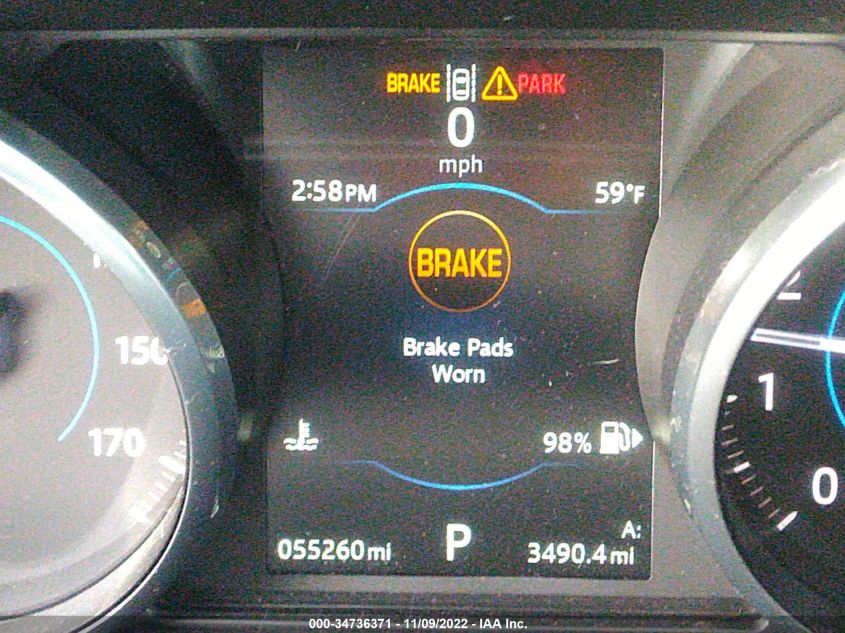 BRAKE PARK
0
mph
2:58PM 59°F
BRAKE
Brake Pads
Worn
150
170
98%
2
1
0
055260mi P A:
3490.4mi
000-34736371 - 11/09/2022 - IAA Inc.